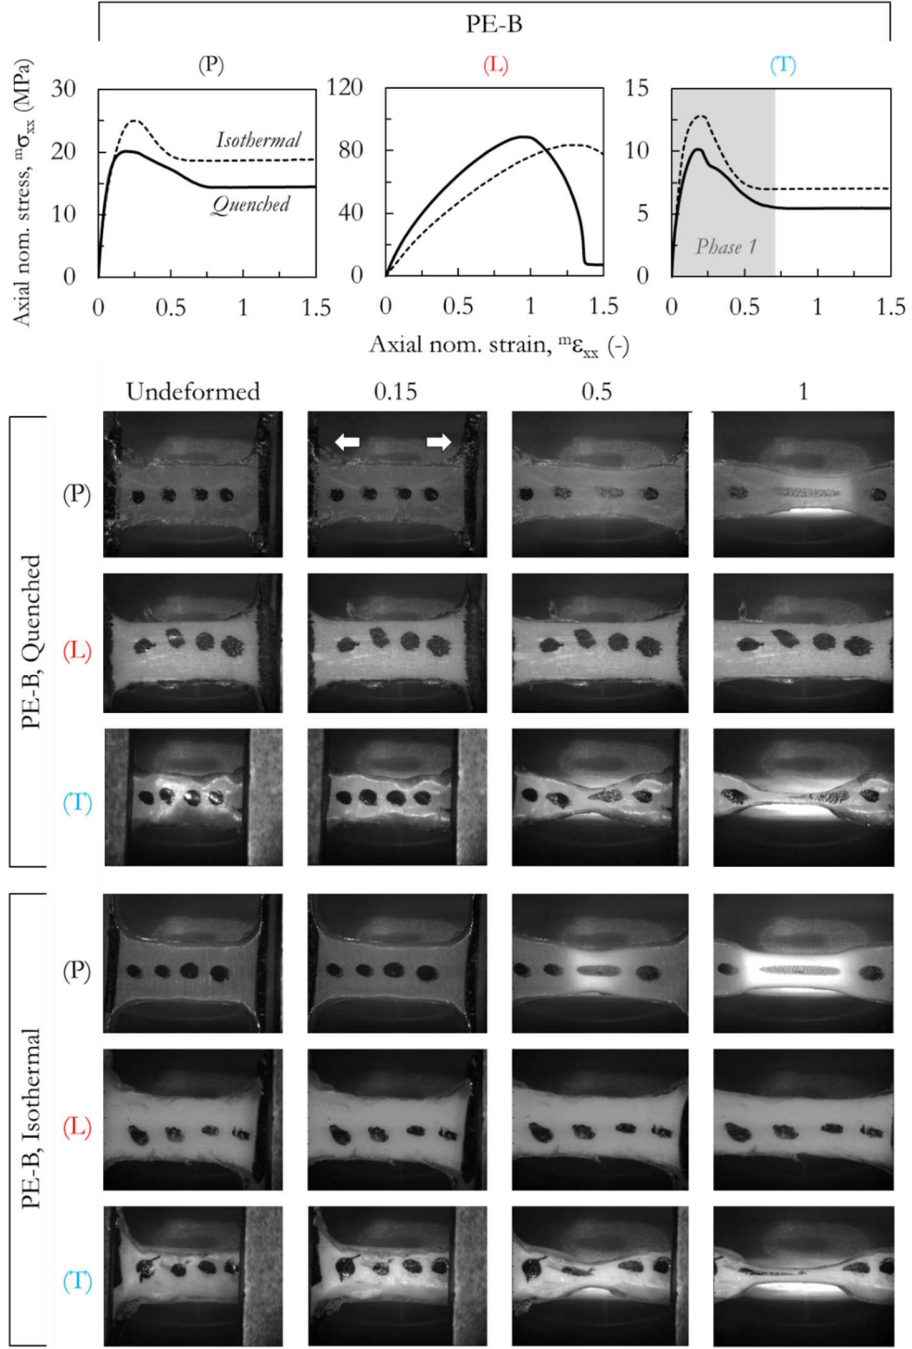 PE-B
(P) (L) (T)
Axial nom. stress, ᵐσₓₓ (MPa)
30 20 10 0
Isothermal
Quenched
0 0.5 1 1.5
120 80 40 0
0 0.5 1 1.5
15 10 5 0
Phase 1
0 0.5 1 1.5
Axial nom. strain, ᵐεₓₓ (-)
Undeformed 0.15 0.5 1
PE-B, Quenched
(P)
(L)
(T)
PE-B, Isothermal
(P)
(L)
(T)